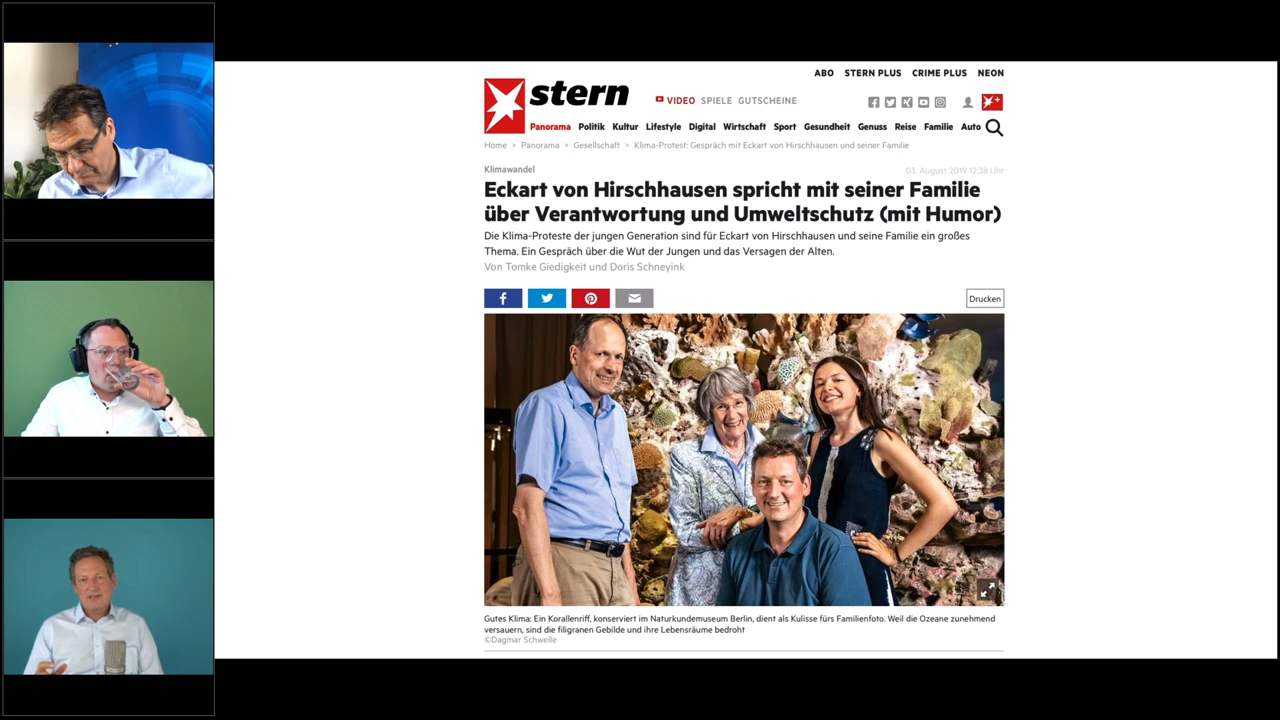 ABO STERN PLUS CRIME PLUS NEON
stern
VIDEO SPIELE GUTSCHEINE
Panorama Politik Kultur Lifestyle Digital Wirtschaft Sport Gesundheit Genuss Reise Familie Auto
Home > Panorama > Gesellschaft > Klima-Protest: Gespräch mit Eckart von Hirschhausen und seiner Familie
Klimawandel
03. August 2019 12:38 Uhr
Eckart von Hirschhausen spricht mit seiner Familie
über Verantwortung und Umweltschutz (mit Humor)
Die Klima-Proteste der jungen Generation sind für Eckart von Hirschhausen und seine Familie ein großes
Thema. Ein Gespräch über die Wut der Jungen und das Versagen der Alten.
Von Tomke Giedigkeit und Doris Schneyink
Drucken
Gutes Klima: Ein Korallenriff, konserviert im Naturkundemuseum Berlin, dient als Kulisse fürs Familienfoto. Weil die Ozeane zunehmend
versauern, sind die filigranen Gebilde und ihre Lebensräume bedroht
©Dagmar Schwelle